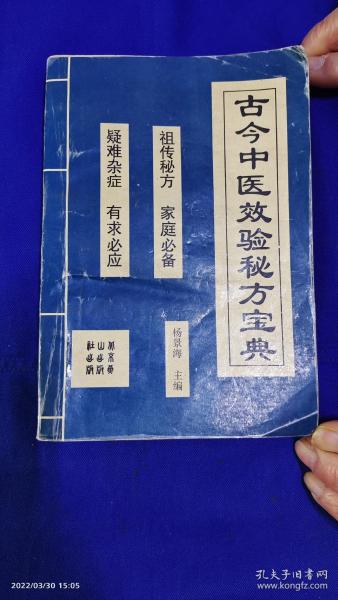 古今中医效验秘方宝典
祖传秘方 家庭必备
疑难杂症 有求必应
杨景海 主编
2022/03/30 15:05
孔夫子旧书网